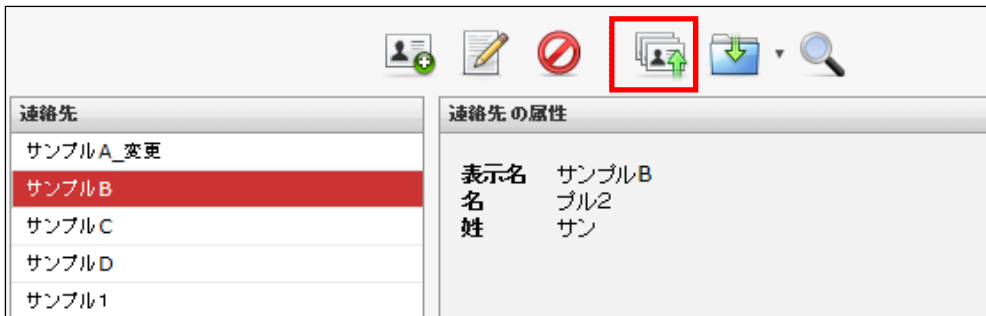 連絡先
サンプルA_変更
サンプルB
サンプルC
サンプルD
サンプル1
連絡先の属性
表示名 サンプルB
名 プル2
姓 サン